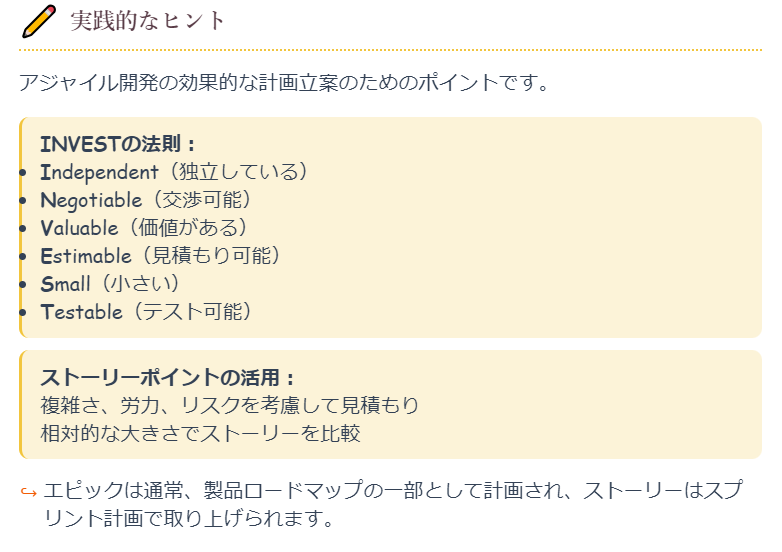 実践的なヒント
アジャイル開発の効果的な計画立案のためのポイントです。
INVESTの法則：
Independent（独立している）
Negotiable（交渉可能）
Valuable（価値がある）
Estimable（見積もり可能）
Small（小さい）
Testable（テスト可能）
ストーリーポイントの活用：
複雑さ、労力、リスクを考慮して見積もり
相対的な大きさでストーリーを比較
エピックは通常、製品ロードマップの一部として計画され、ストーリーはスプ
リント計画で取り上げられます。